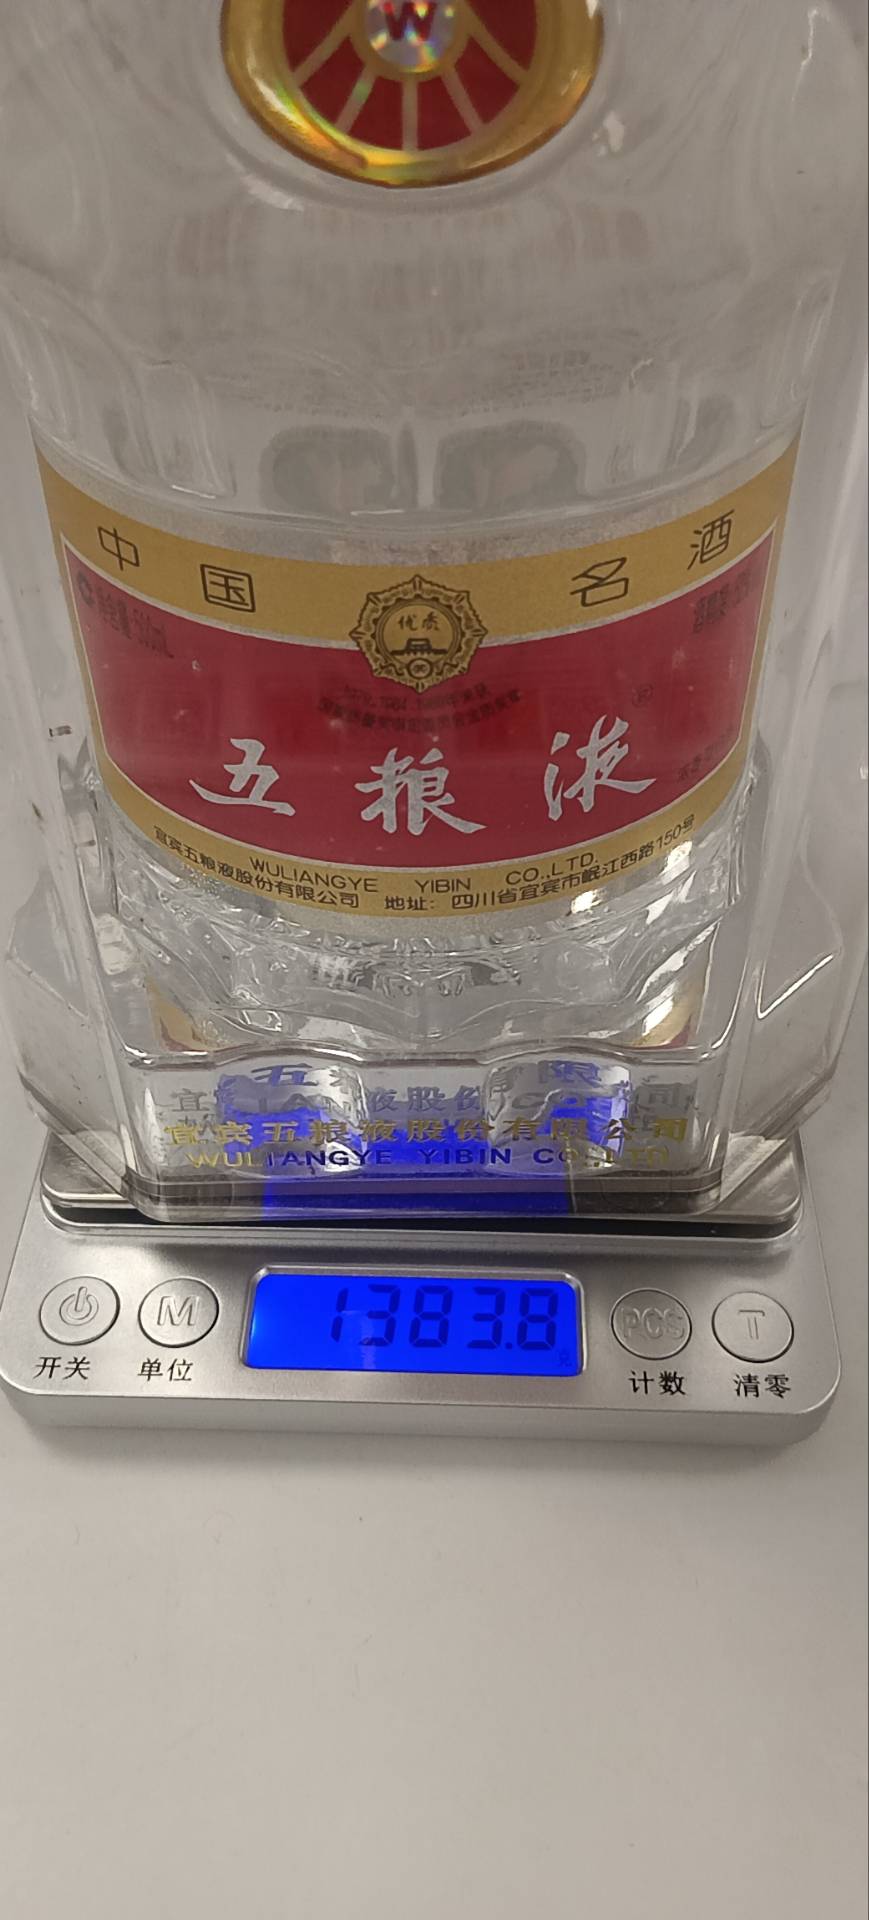 W
中国名酒
优质
五粮液
WULIANGYE YIBIN CO.,LTD.
宜宾五粮液股份有限公司 地址：四川省宜宾市岷江西路150号
宜宾五粮液股份有限公司
WULIANGYE YIBIN CO.,LTD
1383.8
克
M
PCS
T
开关
单位
计数
清零